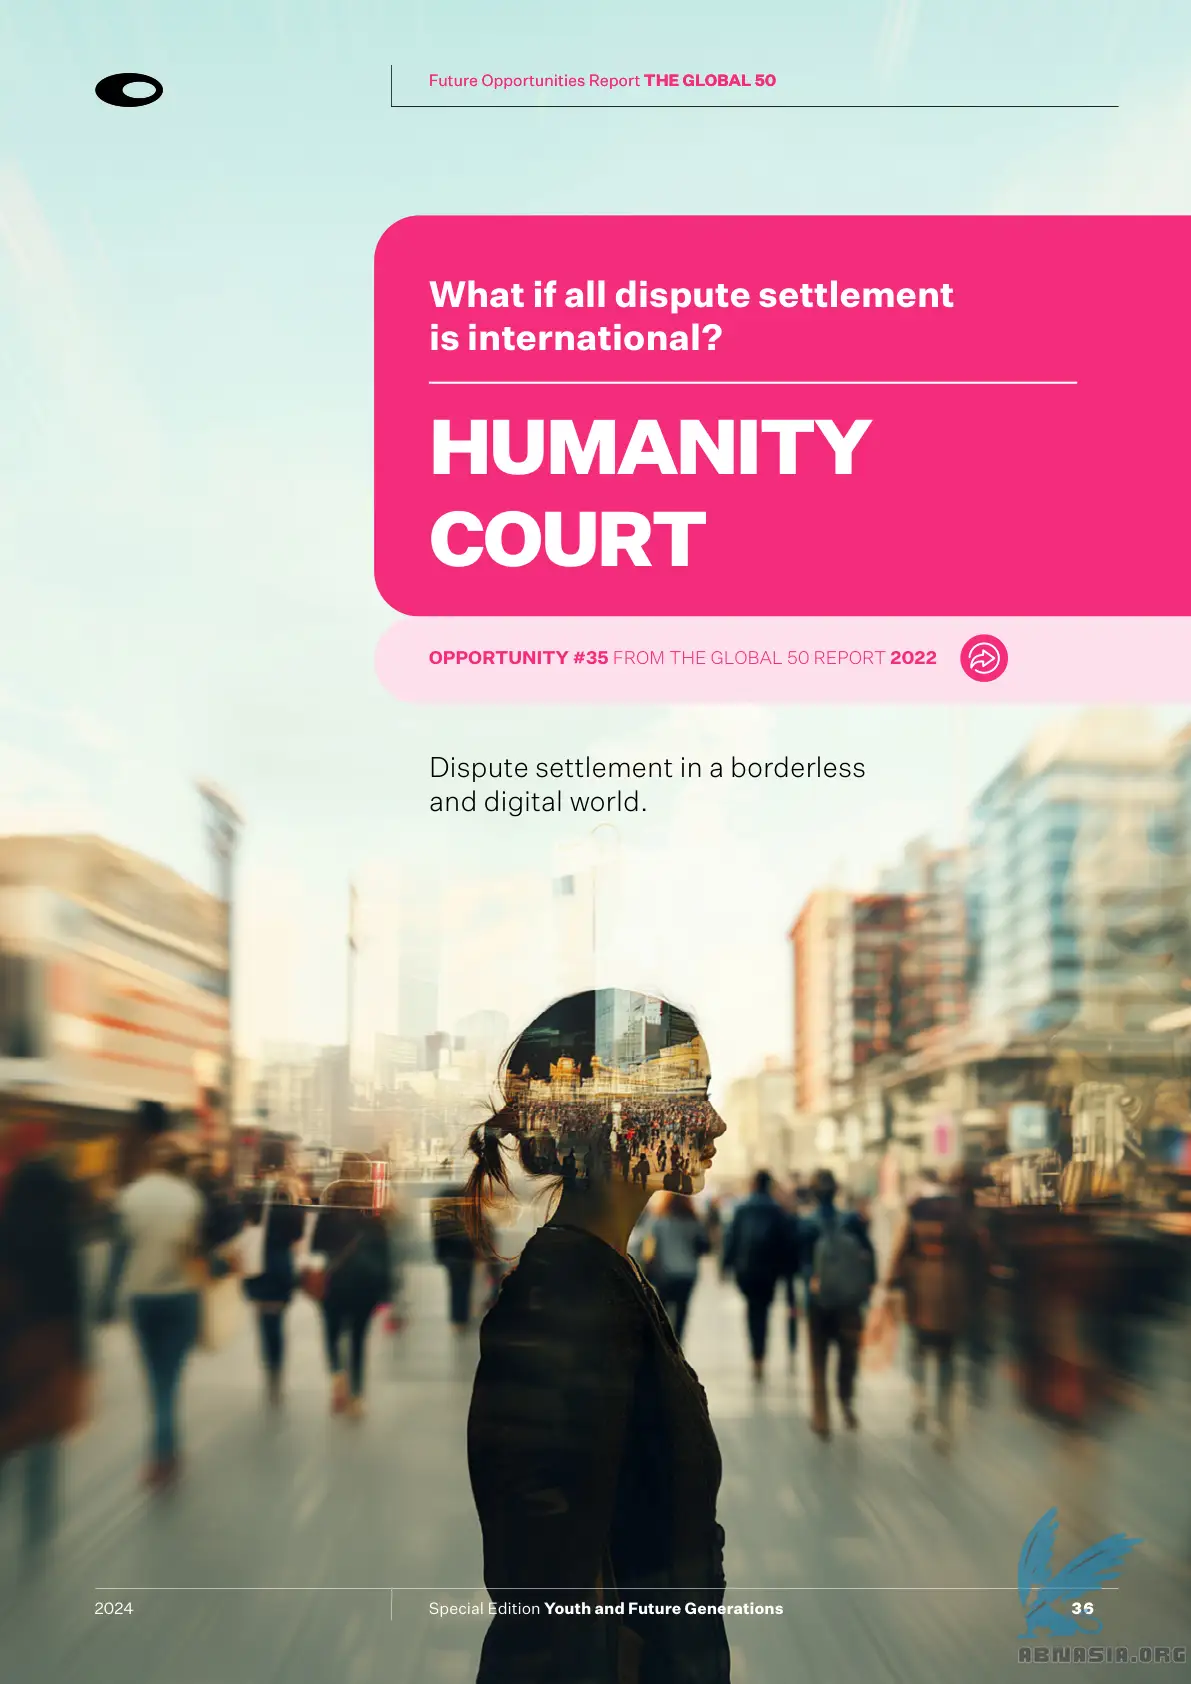 Future Opportunities Report THE GLOBAL 50
What if all dispute settlement
is international?
HUMANITY
COURT
OPPORTUNITY #35 FROM THE GLOBAL 50 REPORT 2022
Dispute settlement in a borderless
and digital world.
2024
Special Edition Youth and Future Generations
36
ABNASIA.ORG